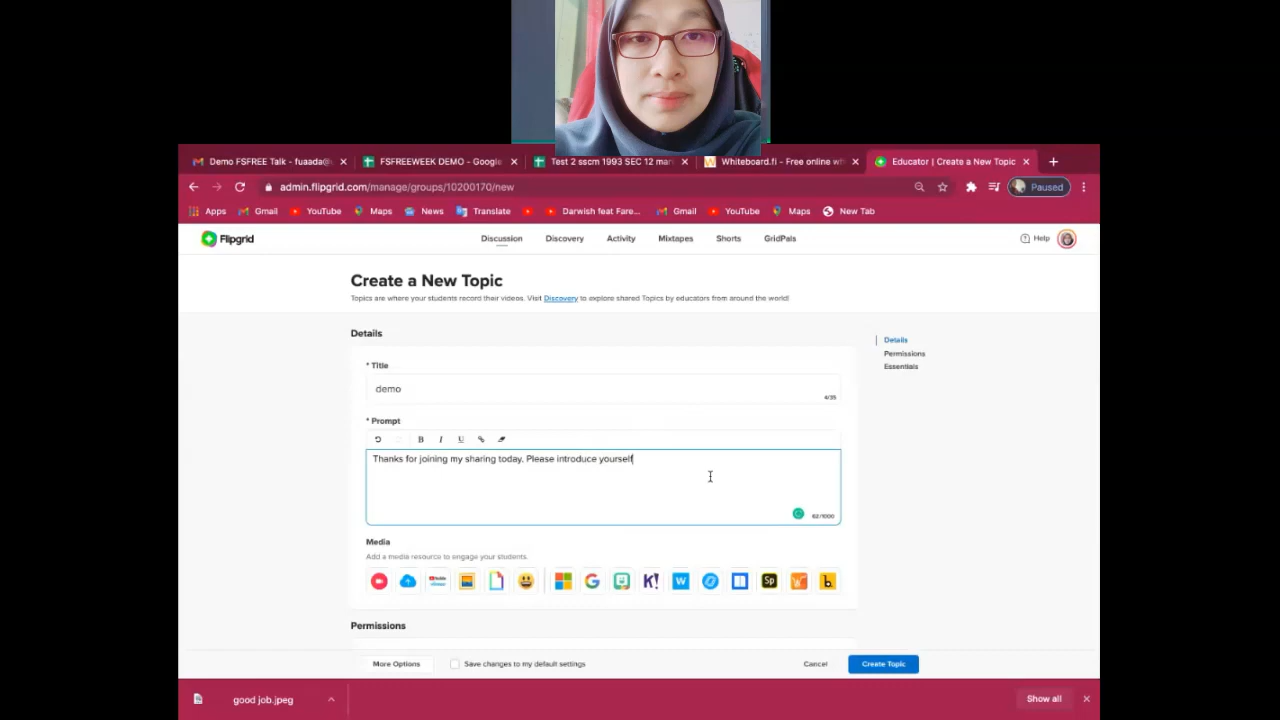 Demo FSFREE Talk - fuaada@
FSFREEWEEK DEMO - Google
Test 2 sscm 1993 SEC 12 mar
Whiteboard.fi - Free online wh
Educator | Create a New Topic
admin.flipgrid.com/manage/groups/10200170/new
Paused
Apps
Gmail
YouTube
Maps
News
Translate
Darwish feat Fare...
Gmail
YouTube
Maps
New Tab
Flipgrid
Discussion
Discovery
Activity
Mixtapes
Shorts
GridPals
Help
Create a New Topic
Topics are where your students record their videos. Visit Discovery to explore shared Topics by educators from around the world!
Details
Details
Permissions
Essentials
* Title
demo
4/35
* Prompt
B I U
Thanks for joining my sharing today. Please introduce yourself
62/1000
Media
Add a media resource to engage your students.
K!
W
Sp
b
Permissions
More Options
Save changes to my default settings
Cancel
Create Topic
good job.jpeg
Show all